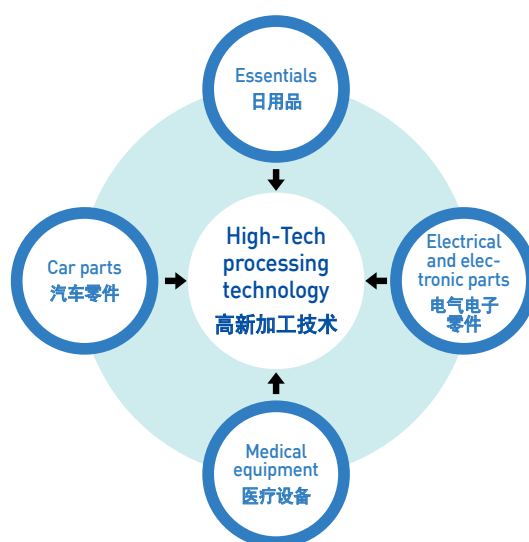 Essentials
日用品
High-Tech
processing
technology
高新加工技术
Car parts
汽车零件
Electrical
and elec-
tronic parts
电气电子
零件
Medical
equipment
医疗设备